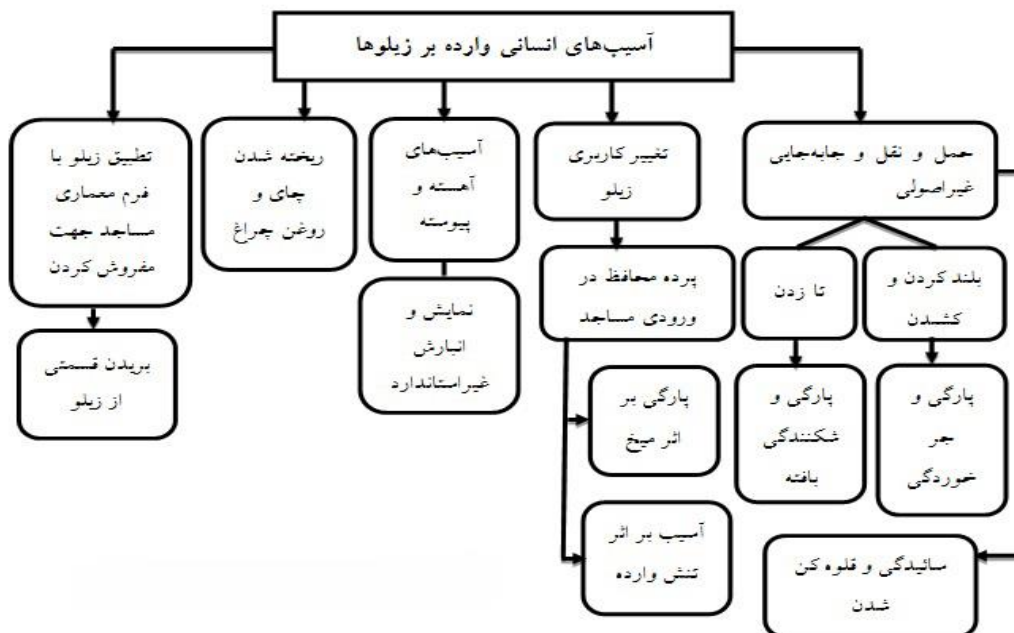 آسیب‌های انسانی وارده بر زیلوها
حمل و نقل و جابه‌جایی
غیراصولی
تغییر کاربری
زیلو
آسیب‌های
آهسته و
پیوسته
ریخته شدن
چای و
روغن چراغ
تطبیق زیلو با
فرم معماری
مساجد جهت
مفروش کردن
بلند کردن و
کشدن
تا زدن
پرده محافظ در
ورودی مساجد
نمایش و
انبارش
غیراستاندارد
بریدن قسمتی
از زیلو
پارگی و
جر
خوردگی
پارگی و
شکنندگی
بافته
پارگی بر
اثر میخ
آسیب بر اثر
تنش وارده
سائیدگی و قلوه کن
شدن